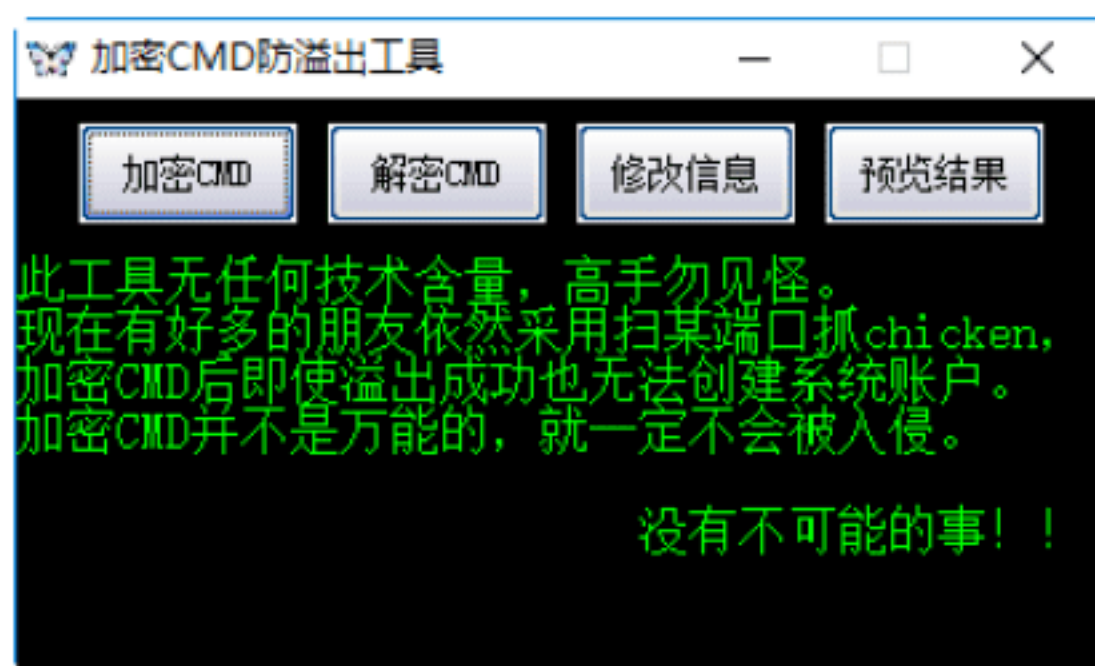 加密CMD防溢出工具
加密CMD 解密CMD 修改信息 预览结果
此工具无任何技术含量，高手勿见怪。
现在有好多的朋友依然采用扫某端口抓chicken，
加密CMD后即使溢出成功也无法创建系统账户。
加密CMD并不是万能的，就一定不会被入侵。
没有不可能的事！！